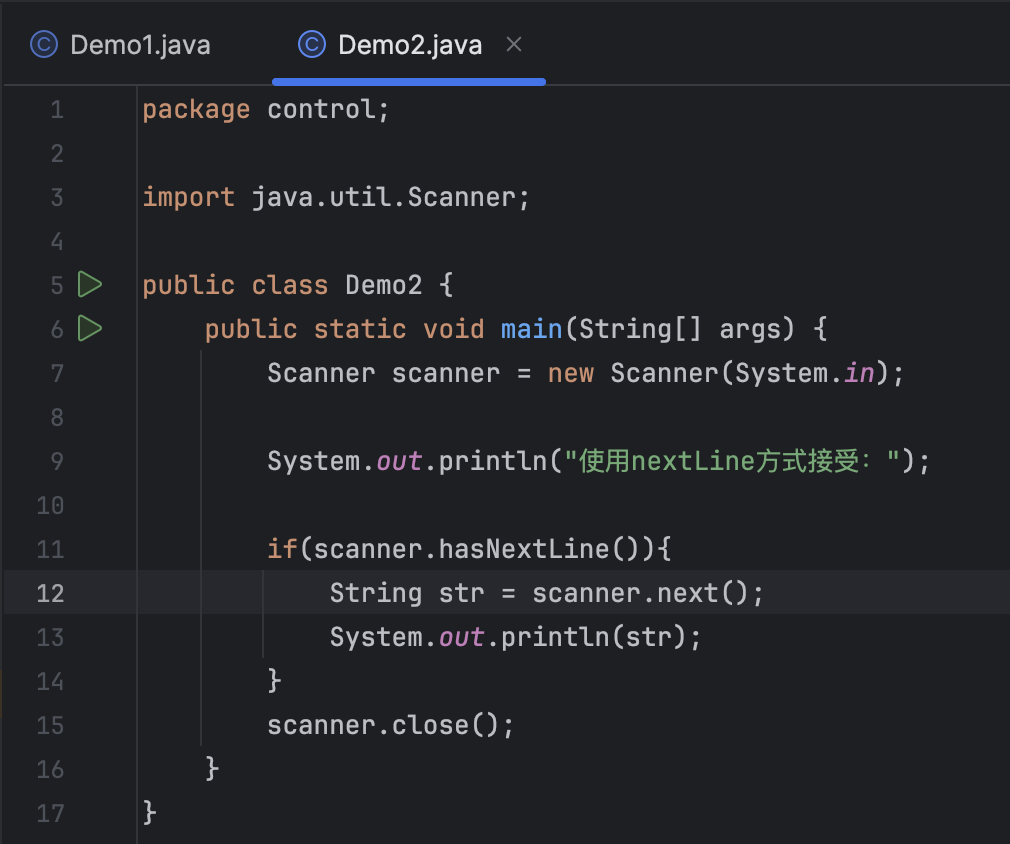 Demo1.java Demo2.java
1 package control;
2
3 import java.util.Scanner;
4
5 public class Demo2 {
6     public static void main(String[] args) {
7         Scanner scanner = new Scanner(System.in);
8
9         System.out.println("使用nextLine方式接受：");
10
11         if(scanner.hasNextLine()){
12             String str = scanner.next();
13             System.out.println(str);
14         }
15         scanner.close();
16     }
17 }